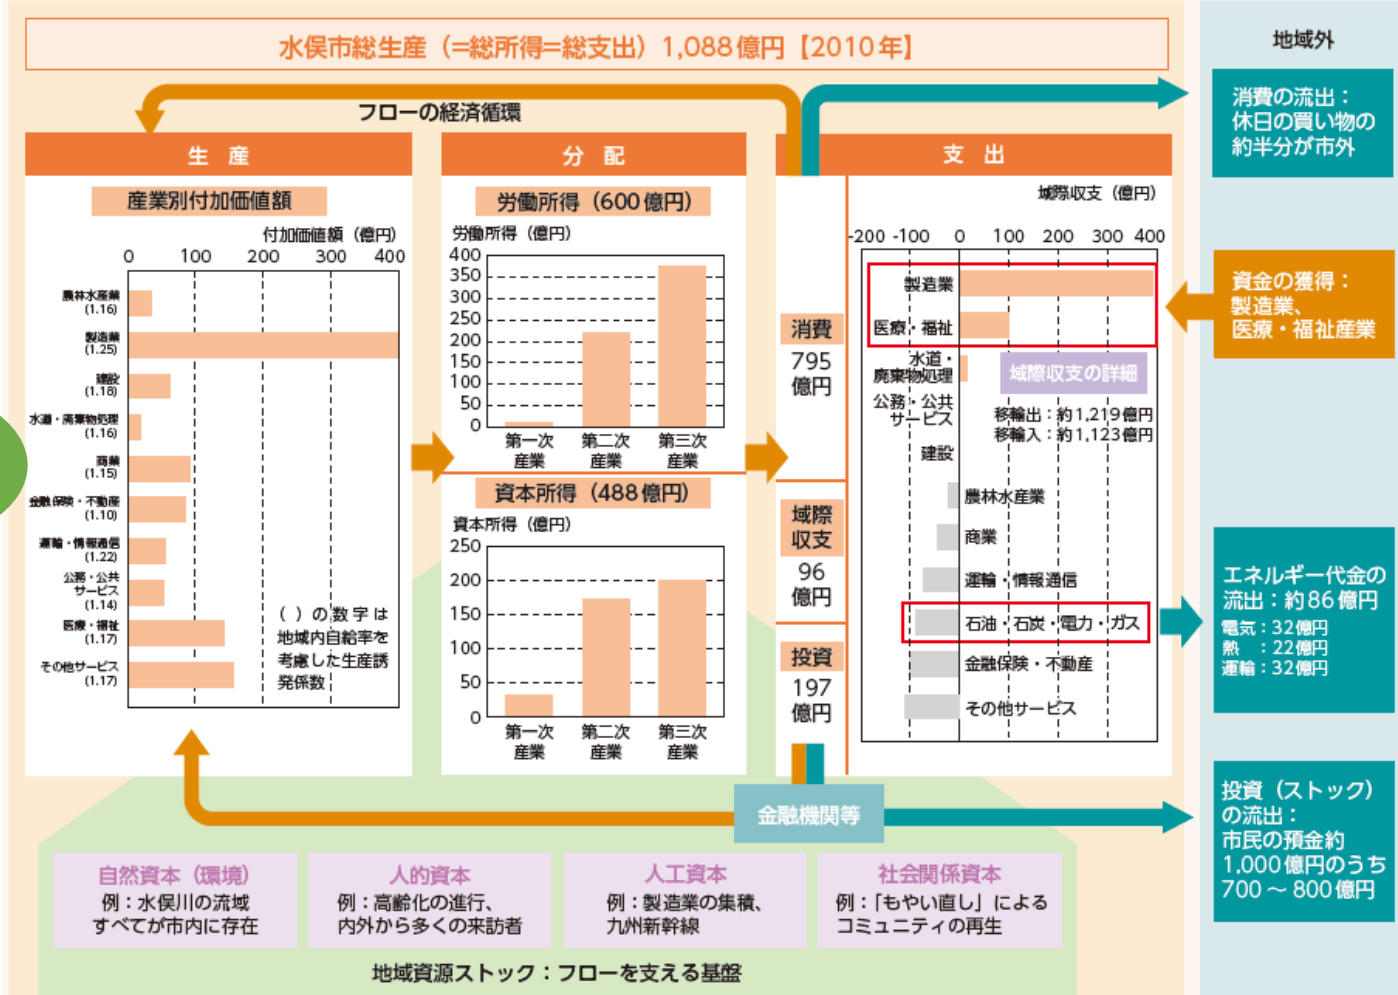 水俣市総生産（=総所得=総支出）1,088億円【2010年】
フローの経済循環
生 産
産業別付加価値額
付加価値額（億円）
0 100 200 300 400
農林水産業
(1.16)
製造業
(1.25)
建設
(1.18)
水道・廃棄物処理
(1.16)
商業
(1.15)
金融保険・不動産
(1.10)
運輸・情報通信
(1.22)
公務・公共
サービス
(1.14)
医療・福祉
(1.17)
その他サービス
(1.17)
（ ）の数字は
地域内自給率を
考慮した生産誘
発係数
分 配
労働所得（600億円）
労働所得（億円）
400
350
300
250
200
150
100
50
0
第一次
産業
第二次
産業
第三次
産業
資本所得（488億円）
資本所得（億円）
250
200
150
100
50
0
第一次
産業
第二次
産業
第三次
産業
支 出
消費
795
億円
域際
収支
96
億円
投資
197
億円
域際収支（億円）
-200 -100 0 100 200 300 400
製造業
医療・福祉
水道・
廃棄物処理
公務・公共
サービス
建設
域際収支の詳細
移輸出：約1,219億円
移輸入：約1,123億円
農林水産業
商業
運輸・情報通信
石油・石炭・電力・ガス
金融保険・不動産
その他サービス
地域外
消費の流出：
休日の買い物の
約半分が市外
資金の獲得：
製造業、
医療・福祉産業
エネルギー代金の
流出：約86億円
電気：32億円
熱 ：22億円
運輸：32億円
投資（ストック）
の流出：
市民の預金約
1,000億円のうち
700～800億円
金融機関等
自然資本（環境）
例：水俣川の流域
すべてが市内に存在
人的資本
例：高齢化の進行、
内外から多くの来訪者
人工資本
例：製造業の集積、
九州新幹線
社会関係資本
例：「もやい直し」による
コミュニティの再生
地域資源ストック：フローを支える基盤